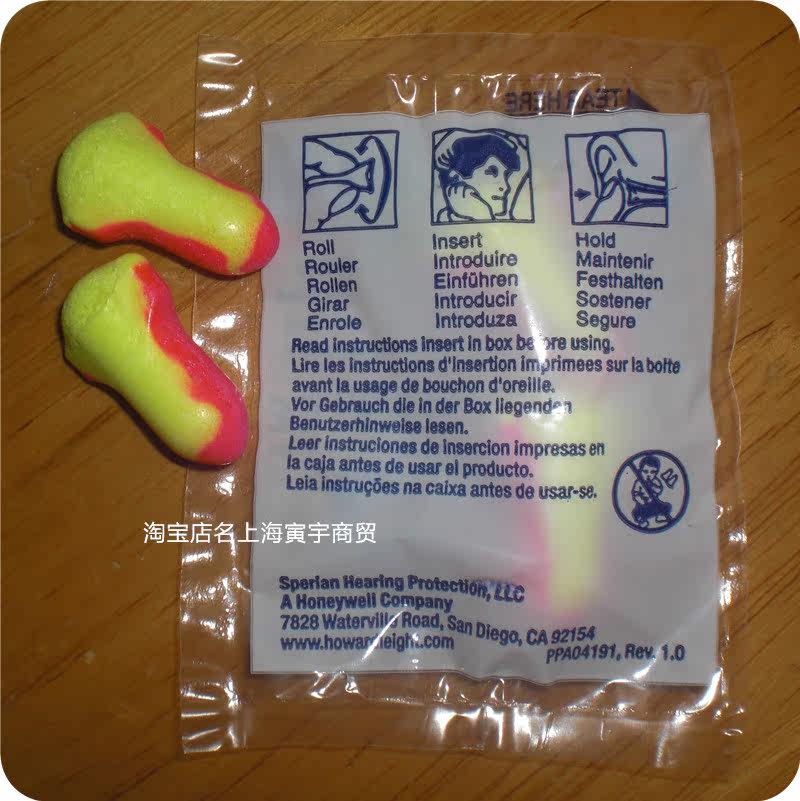 TEAR HERE
Roll
Rouler
Rollen
Girar
Enrole
Insert
Introduire
Einführen
Introducir
Introduza
Hold
Maintenir
Festhalten
Sostener
Segure
Read instructions insert in box before using.
Lire les instructions d'insertion imprimees sur la boîte
avant la usage de bouchon d'oreille.
Vor Gebrauch die in der Box liegenden
Benutzerhinweise lesen.
Leer instruciones de insercion impresas en
la caja antes de usar el producto.
Leia instruções na caixa antes de usar-se.
淘宝店名上海寅宇商贸
Sperian Hearing Protection, LLC
A Honeywell Company
7828 Waterville Road, San Diego, CA 92154
www.howardleight.com
PPA04191, Rev. 1.0